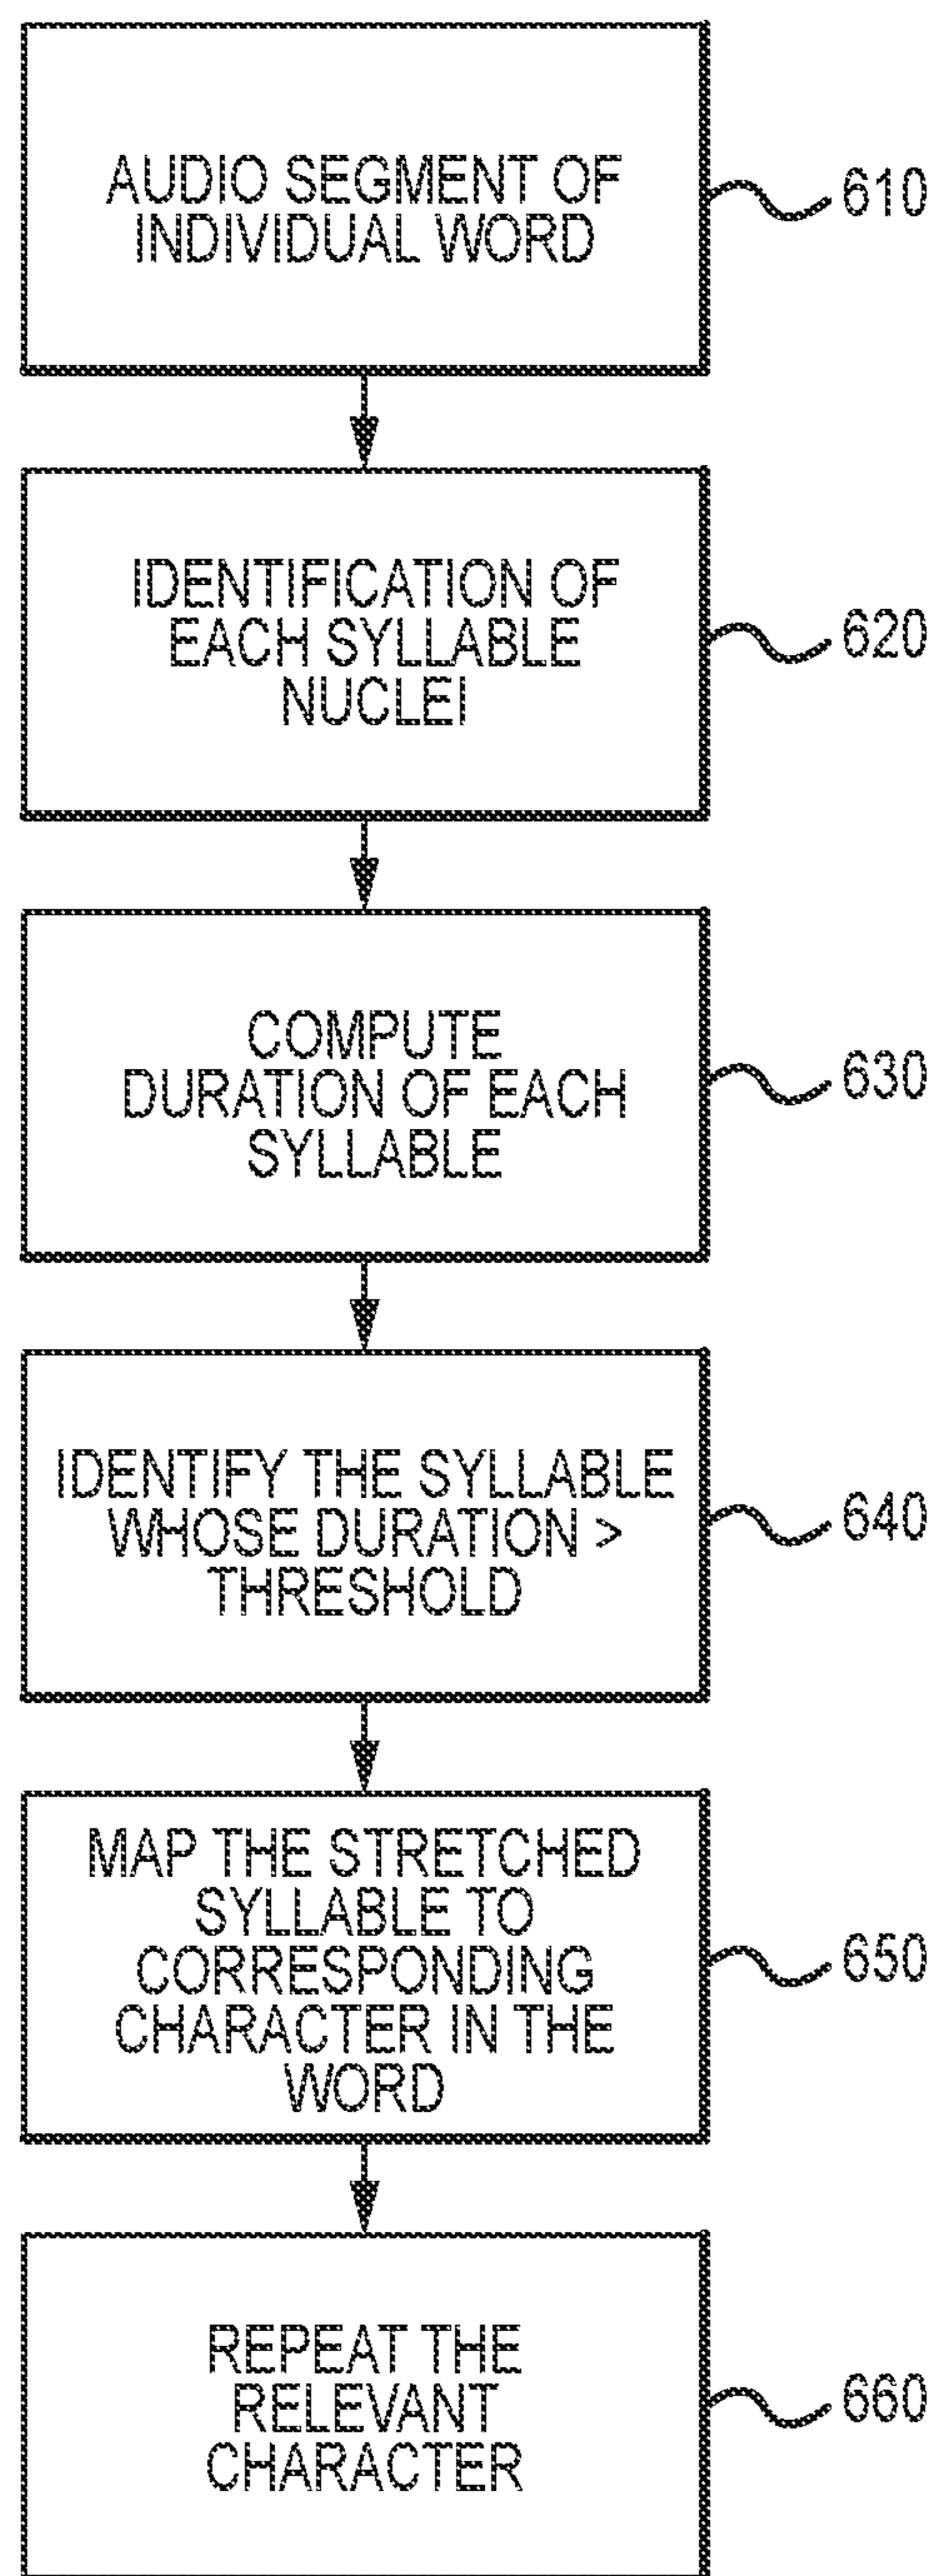 AUDIO SEGMENT OF
INDIVIDUAL WORD
610
IDENTIFICATION OF
EACH SYLLABLE
NUCLEI
620
COMPUTE
DURATION OF EACH
SYLLABLE
630
IDENTIFY THE SYLLABLE
WHOSE DURATION >
THRESHOLD
640
MAP THE STRETCHED
SYLLABLE TO
CORRESPONDING
CHARACTER IN THE
WORD
650
REPEAT THE
RELEVANT
CHARACTER
660